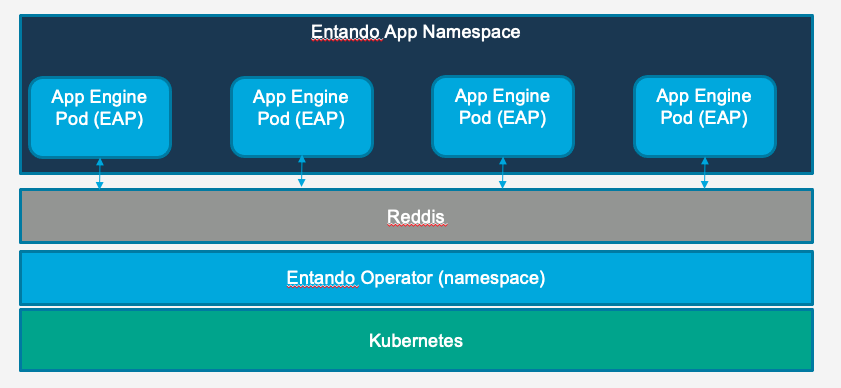 Entando App Namespace
App Engine
Pod (EAP)
App Engine
Pod (EAP)
App Engine
Pod (EAP)
App Engine
Pod (EAP)
Reddis
Entando Operator (namespace)
Kubernetes